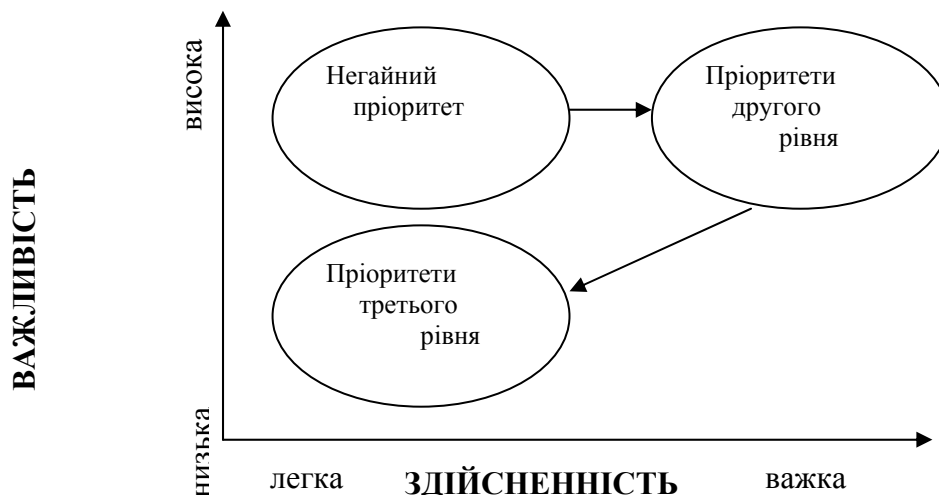 висока
Негайний
пріоритет
Пріоритети
другого
рівня
ВАЖЛИВІСТЬ
Пріоритети
третього
рівня
низька
легка ЗДІЙСНЕННІСТЬ важка